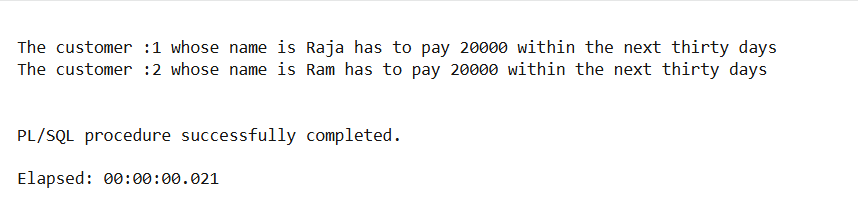 The customer :1 whose name is Raja has to pay 20000 within the next thirty days
The customer :2 whose name is Ram has to pay 20000 within the next thirty days
PL/SQL procedure successfully completed.
Elapsed: 00:00:00.021